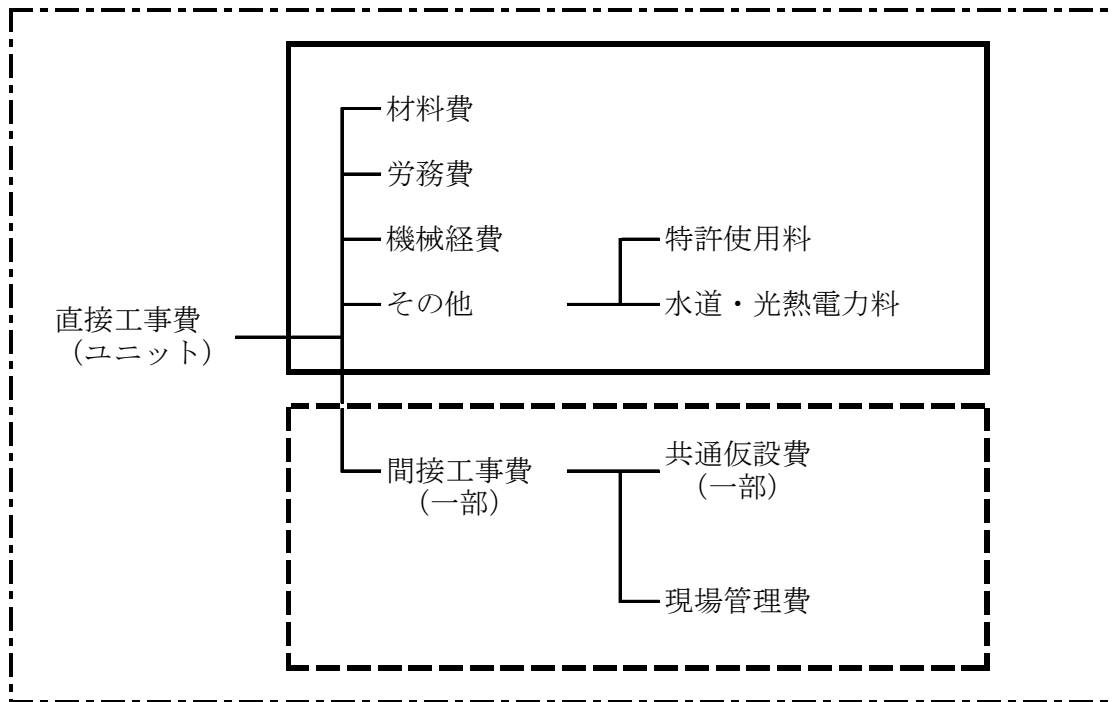 材料費
労務費
機械経費
特許使用料
その他
水道・光熱電力料
直接工事費
（ユニット）
間接工事費
（一部）
共通仮設費
（一部）
現場管理費